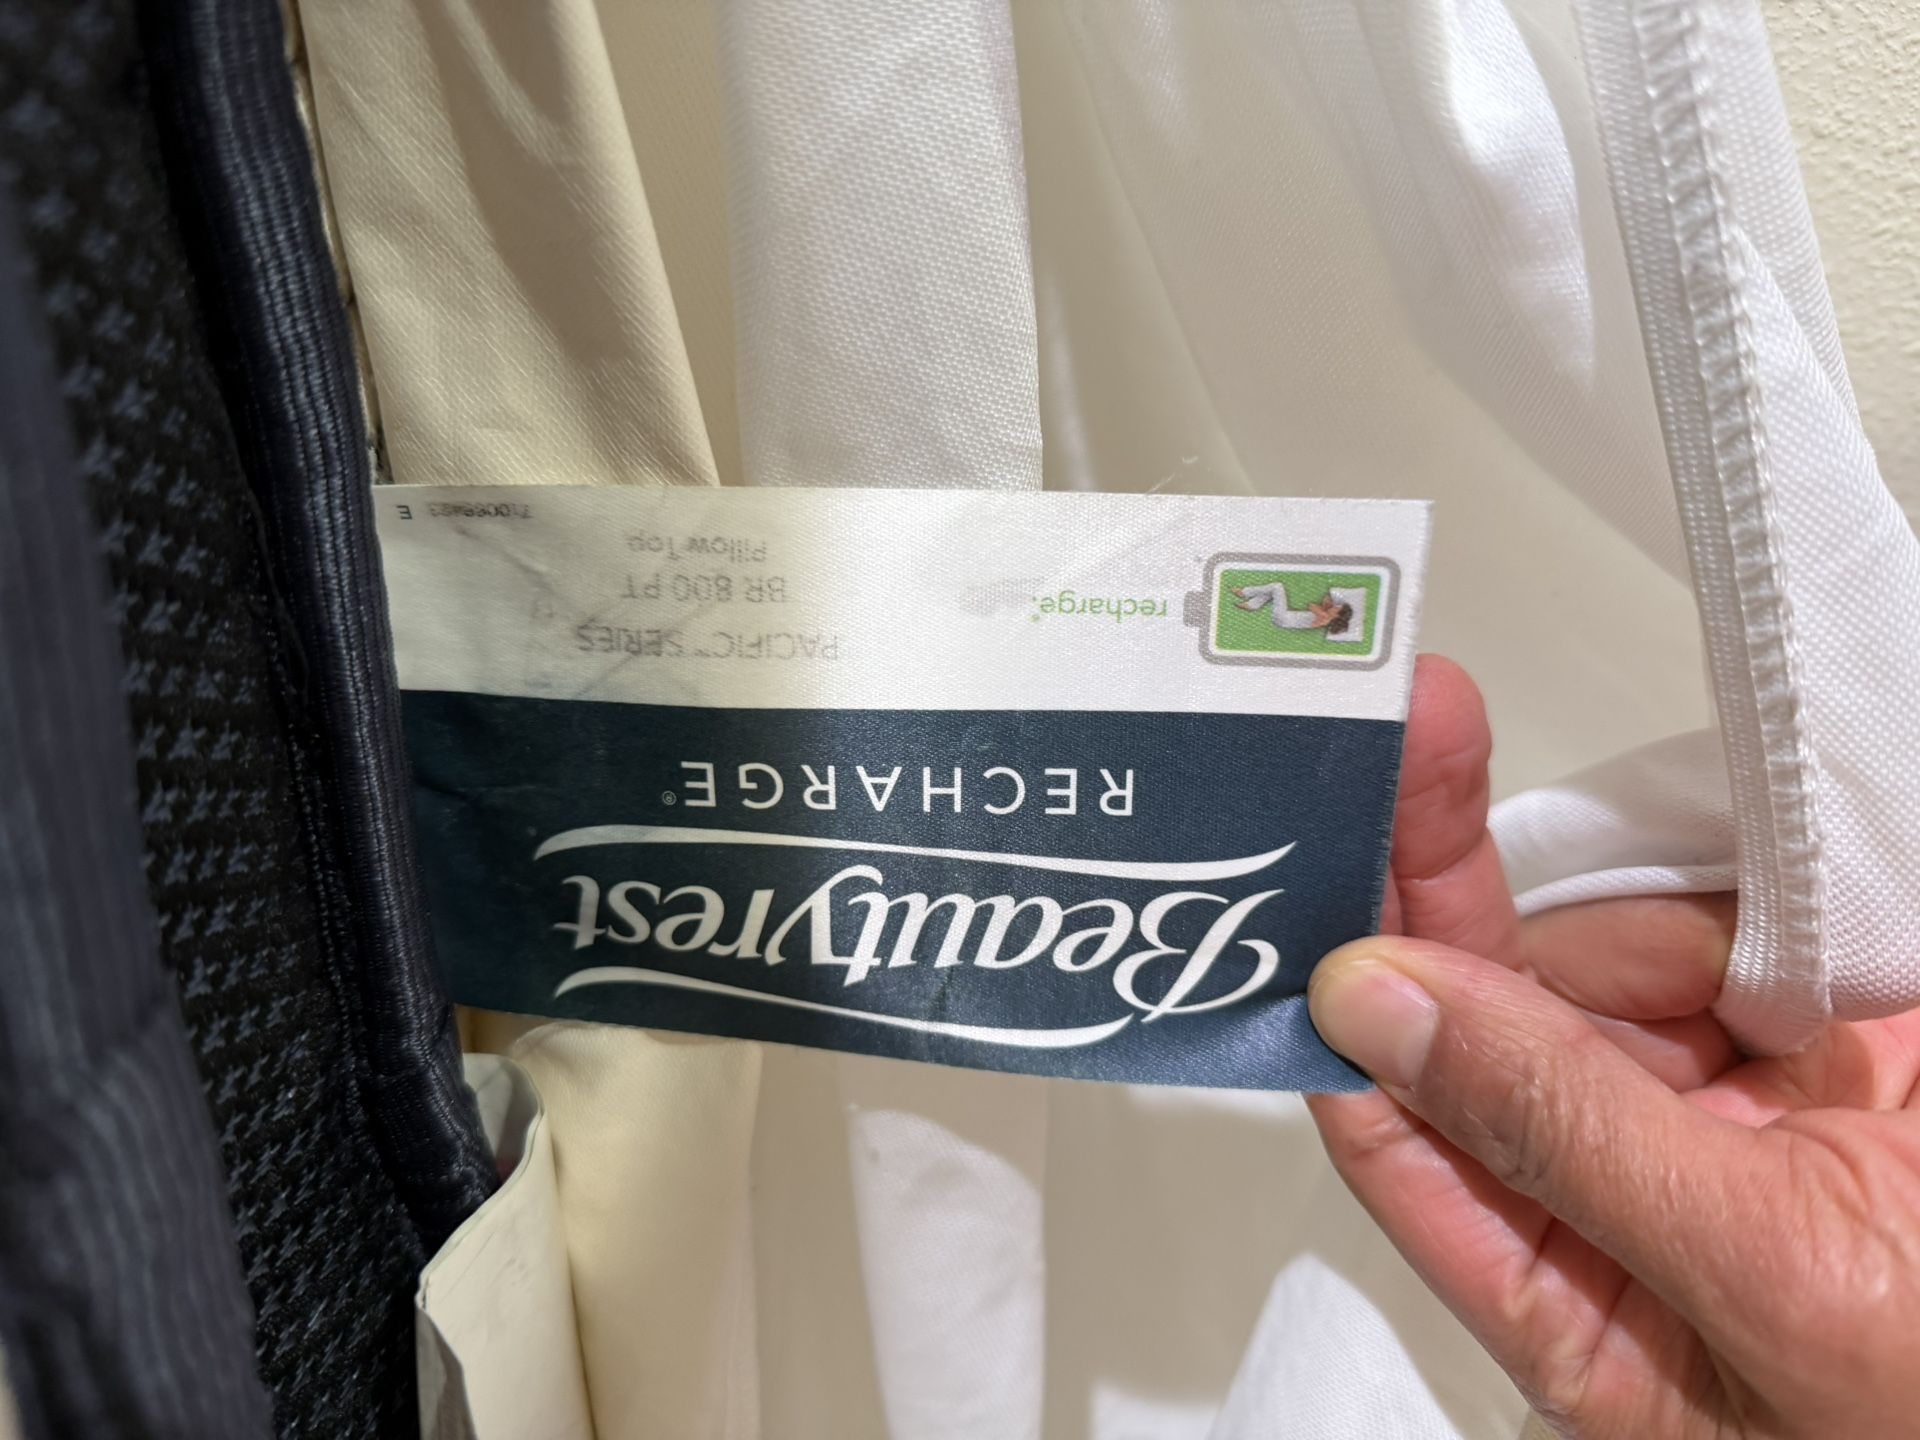 Beautyrest
RECHARGE®
recharge.®
PACIFIC™ SERIES
BR 800 PT
Pillow Top
E